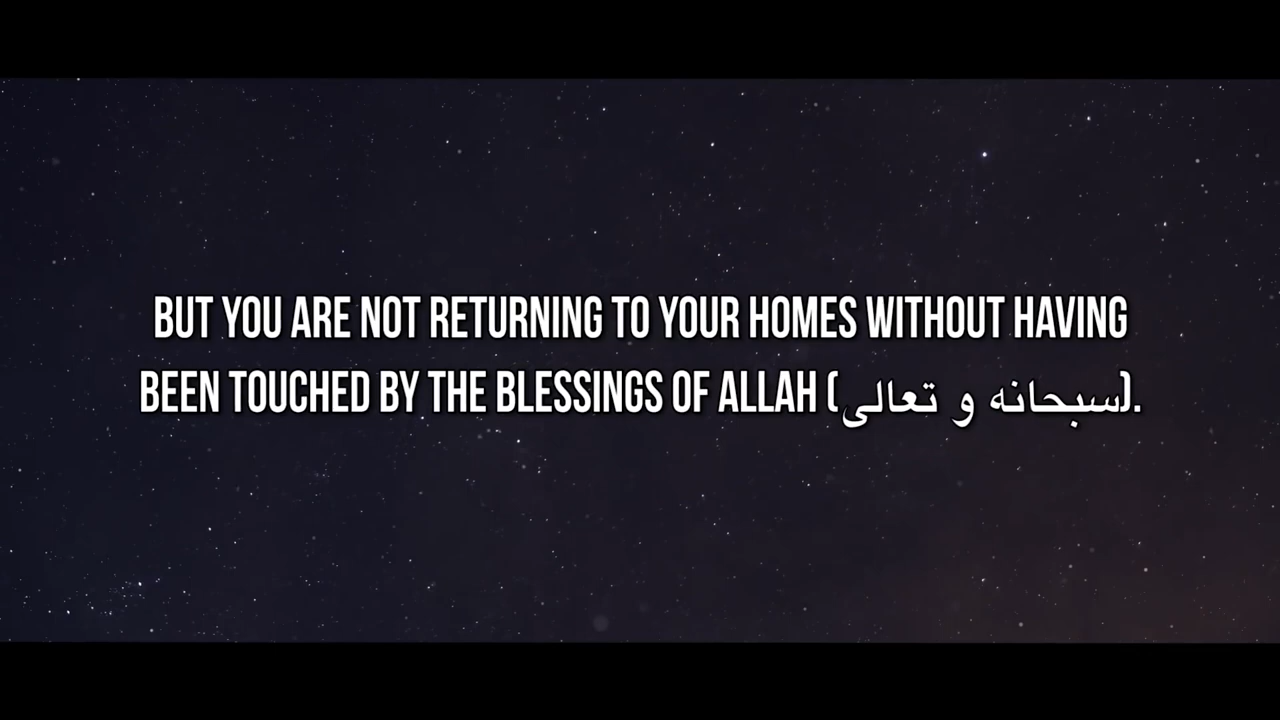 BUT YOU ARE NOT RETURNING TO YOUR HOMES WITHOUT HAVING
BEEN TOUCHED BY THE BLESSINGS OF ALLAH (سبحانه و تعالى).